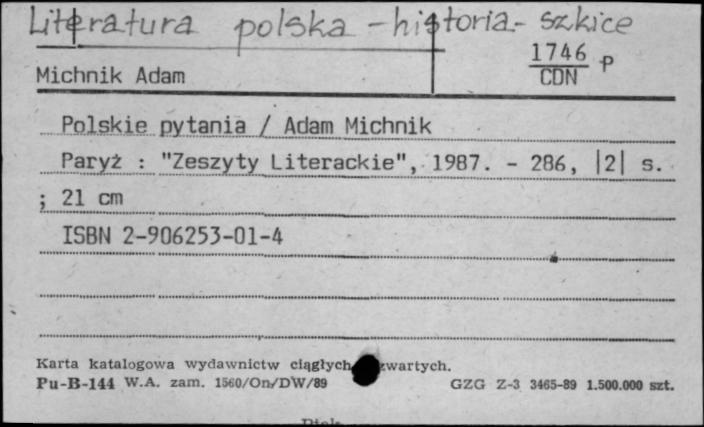 Literatura polska - historia - szkice
1746 P
CDN
Michnik Adam
Polskie pytania / Adam Michnik
Paryż : "Zeszyty Literackie", 1987. - 286, |2| s.
; 21 cm
ISBN 2-906253-01-4
Karta katalogowa wydawnictw ciągłych zwartych.
Pu-B-144 W.A. zam. 1560/On/DW/89 GZG Z-3 3465-89 1.500.000 szt.